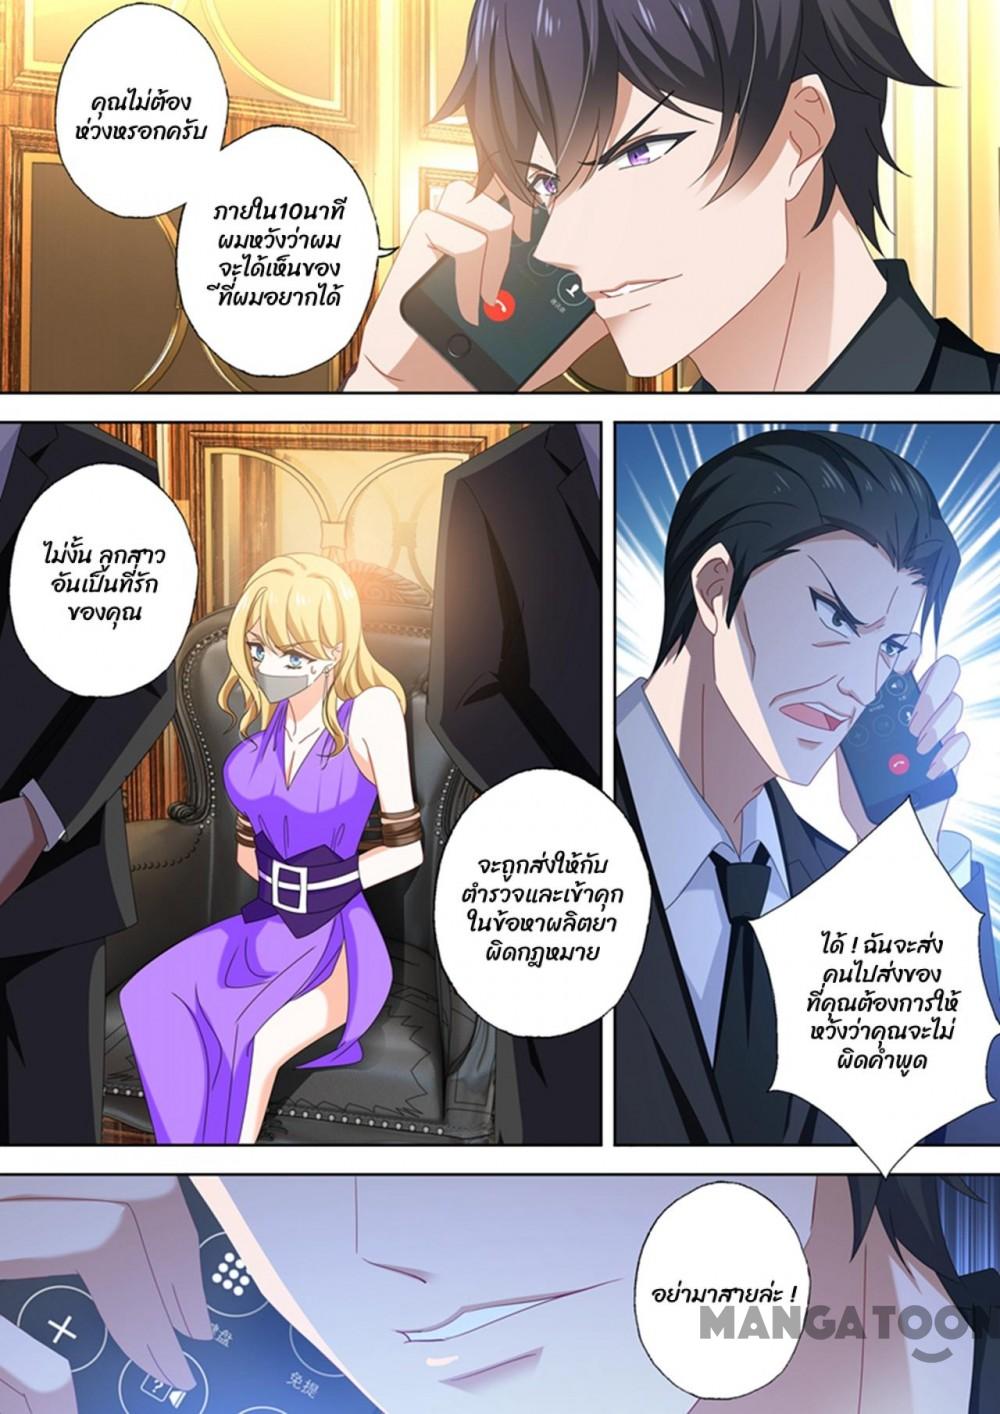 คุณไม่ต้อง
ห่วงหรอกครับ
ภายใน10นาที
ผมหวังว่าผม
จะได้เห็นของ
ีที่ผมอยากได้
ไม่งั้น ลูกสาว
อันเป็นที่รัก
ของคุณ
จะถูกส่งให้กับ
ตำรวจและเข้าคุก
ในข้อหาผลิตยา
ผิดกฎหมาย
ได้ ! ฉันจะส่ง
คนไปส่งของ
ที่คุณต้องการให้
หวังว่าคุณจะไม่
ผิดคำพูด
อย่ามาสายล่ะ !
MANGATOON
免提